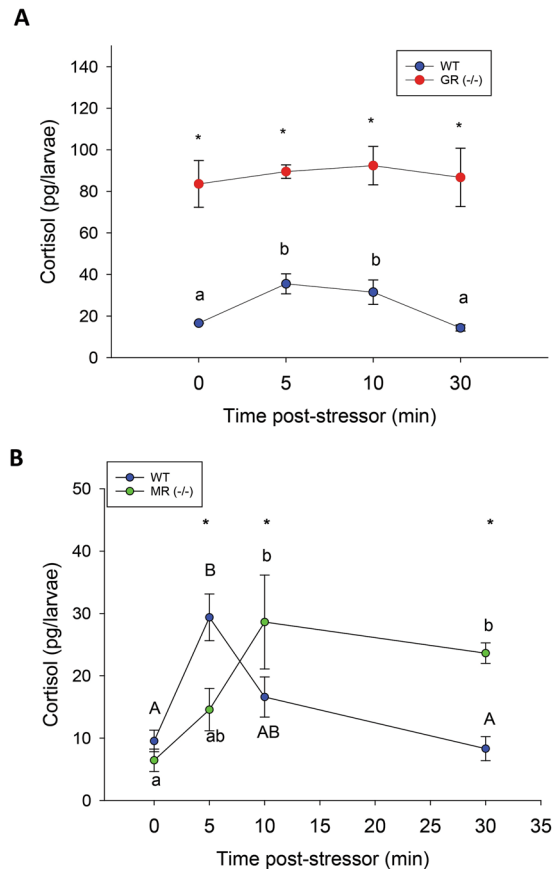 A
WT
GR (-/-)
140
120
100
80
60
40
20
0
Cortisol (pg/larvae)
* * * *
a b b a
0 5 10 30
Time post-stressor (min)
B
WT
MR (-/-)
50
40
30
20
10
0
Cortisol (pg/larvae)
* * *
b
B
b
A
A
ab AB
a
0 5 10 15 20 25 30 35
Time post-stressor (min)